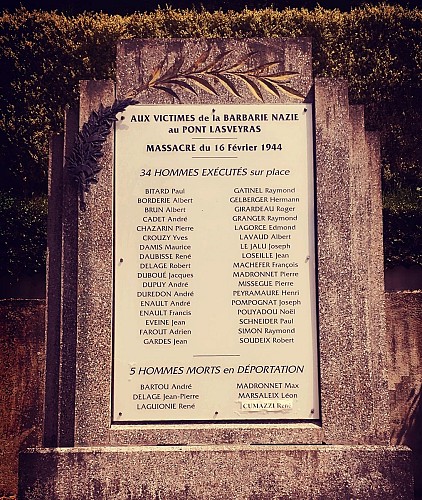 AUX VICTIMES de la BARBARIE NAZIE
au PONT LASVEYRAS
MASSACRE du 16 Février 1944
34 HOMMES EXÉCUTÉS sur place
BITARD Paul
BORDERIE Albert
BRUN Albert
CADET André
CHAZARIN Pierre
CROUZY Yves
DAMIS Maurice
DAUBISSE René
DELAGE Robert
DUBOUÉ Jacques
DUPUY André
DUREDON André
ENAULT André
ENAULT Francis
EVEINE Jean
FAROUT Adrien
GARDES Jean
GATINEL Raymond
GELBERGER Hermann
GIRARDEAU Roger
GRANGER Raymond
LAGORCE Edmond
LAVAUD Albert
LE JALU Joseph
LOSEILLE Jean
MACHEFER François
MADRONNET Pierre
MISSEGUE Pierre
PEYRAMAURE Henri
POMPOGNAT Joseph
POUYADOU Noël
SCHNEIDER Paul
SIMON Raymond
SOUDEIX Robert
5 HOMMES MORTS en DÉPORTATION
BARTOU André
DELAGE Jean-Pierre
LAGUIONIE René
MADRONNET Max
MARSALEIX Léon
CUMAZZI René